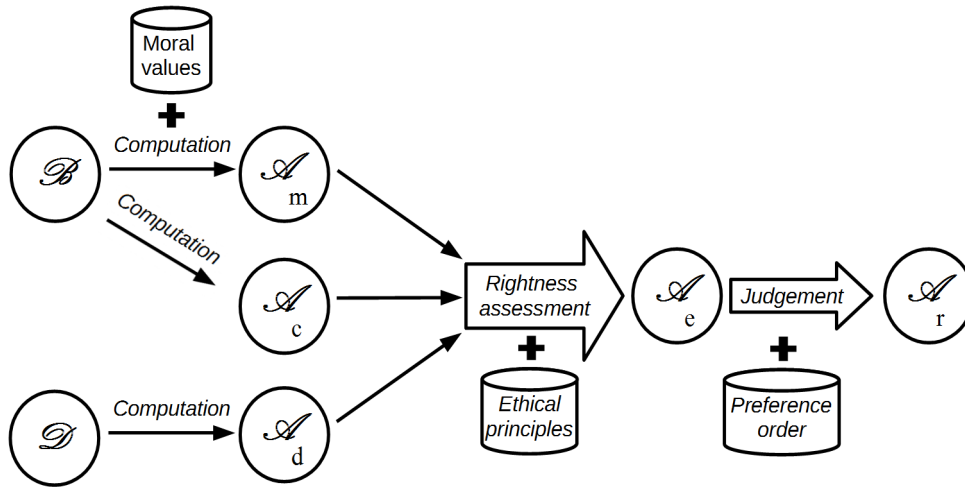 Moral
values
Computation
ℬ
𝒜
m
Computation
𝒜
c
Rightness
assessment
𝒜
e
Judgement
𝒜
r
Computation
𝒟
𝒜
d
Ethical
principles
Preference
order